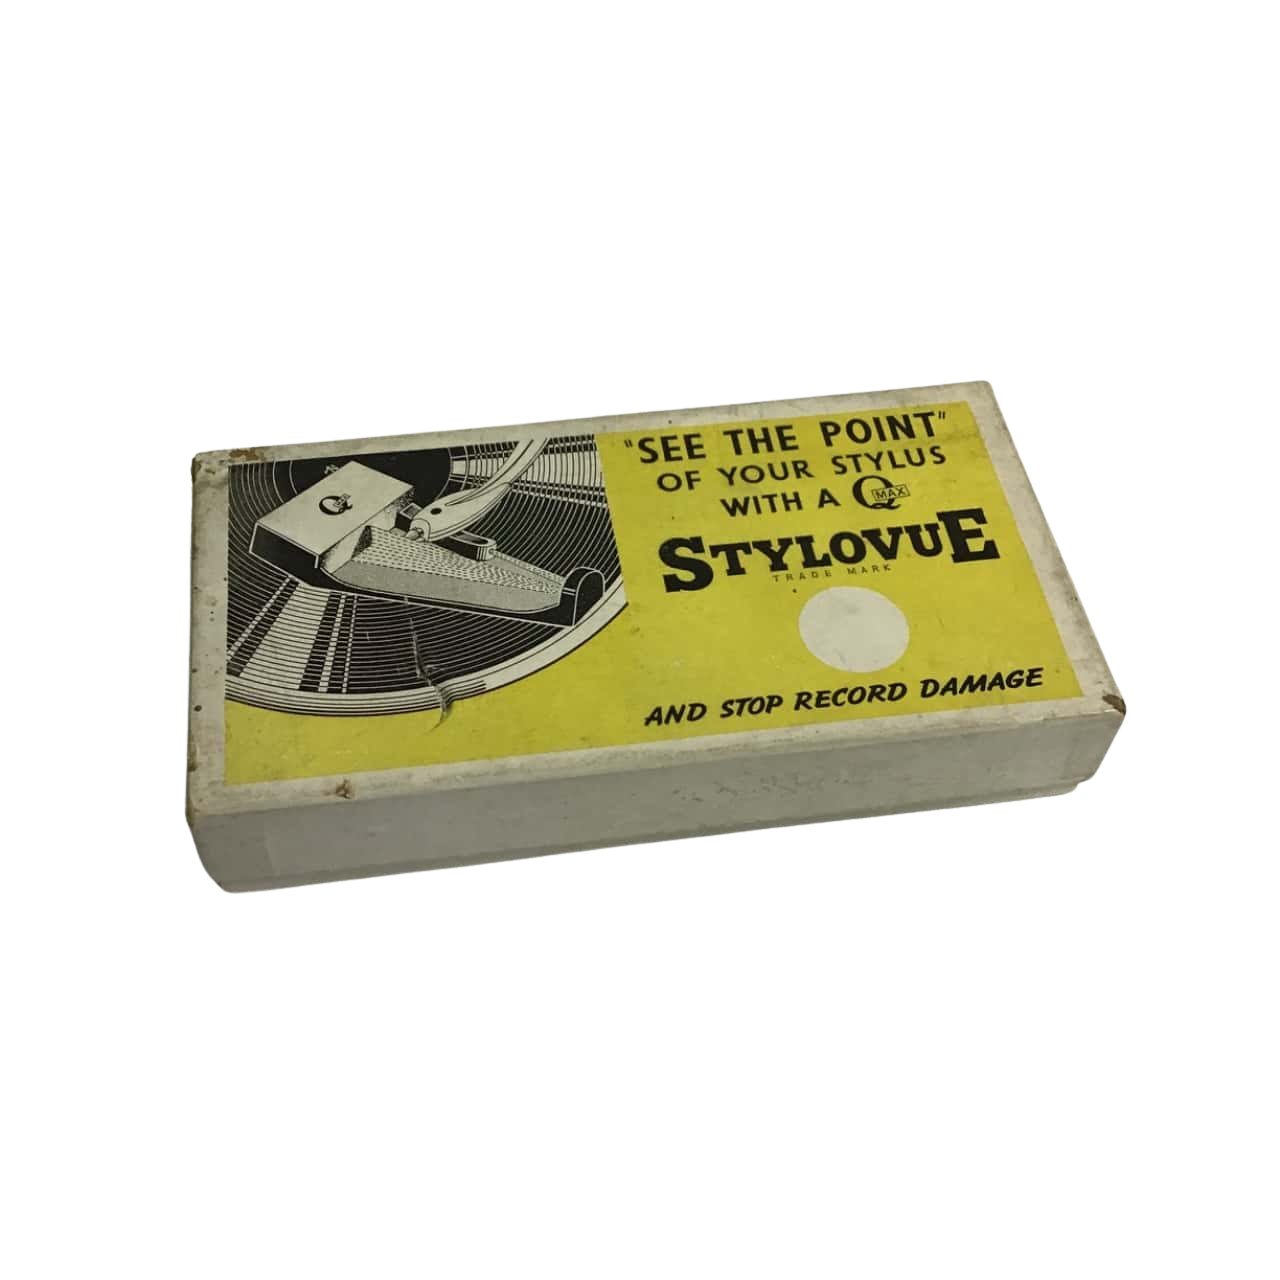 "SEE THE POINT"
OF YOUR STYLUS
WITH A Q MAX
STYLOVUE
TRADE MARK
AND STOP RECORD DAMAGE
Q